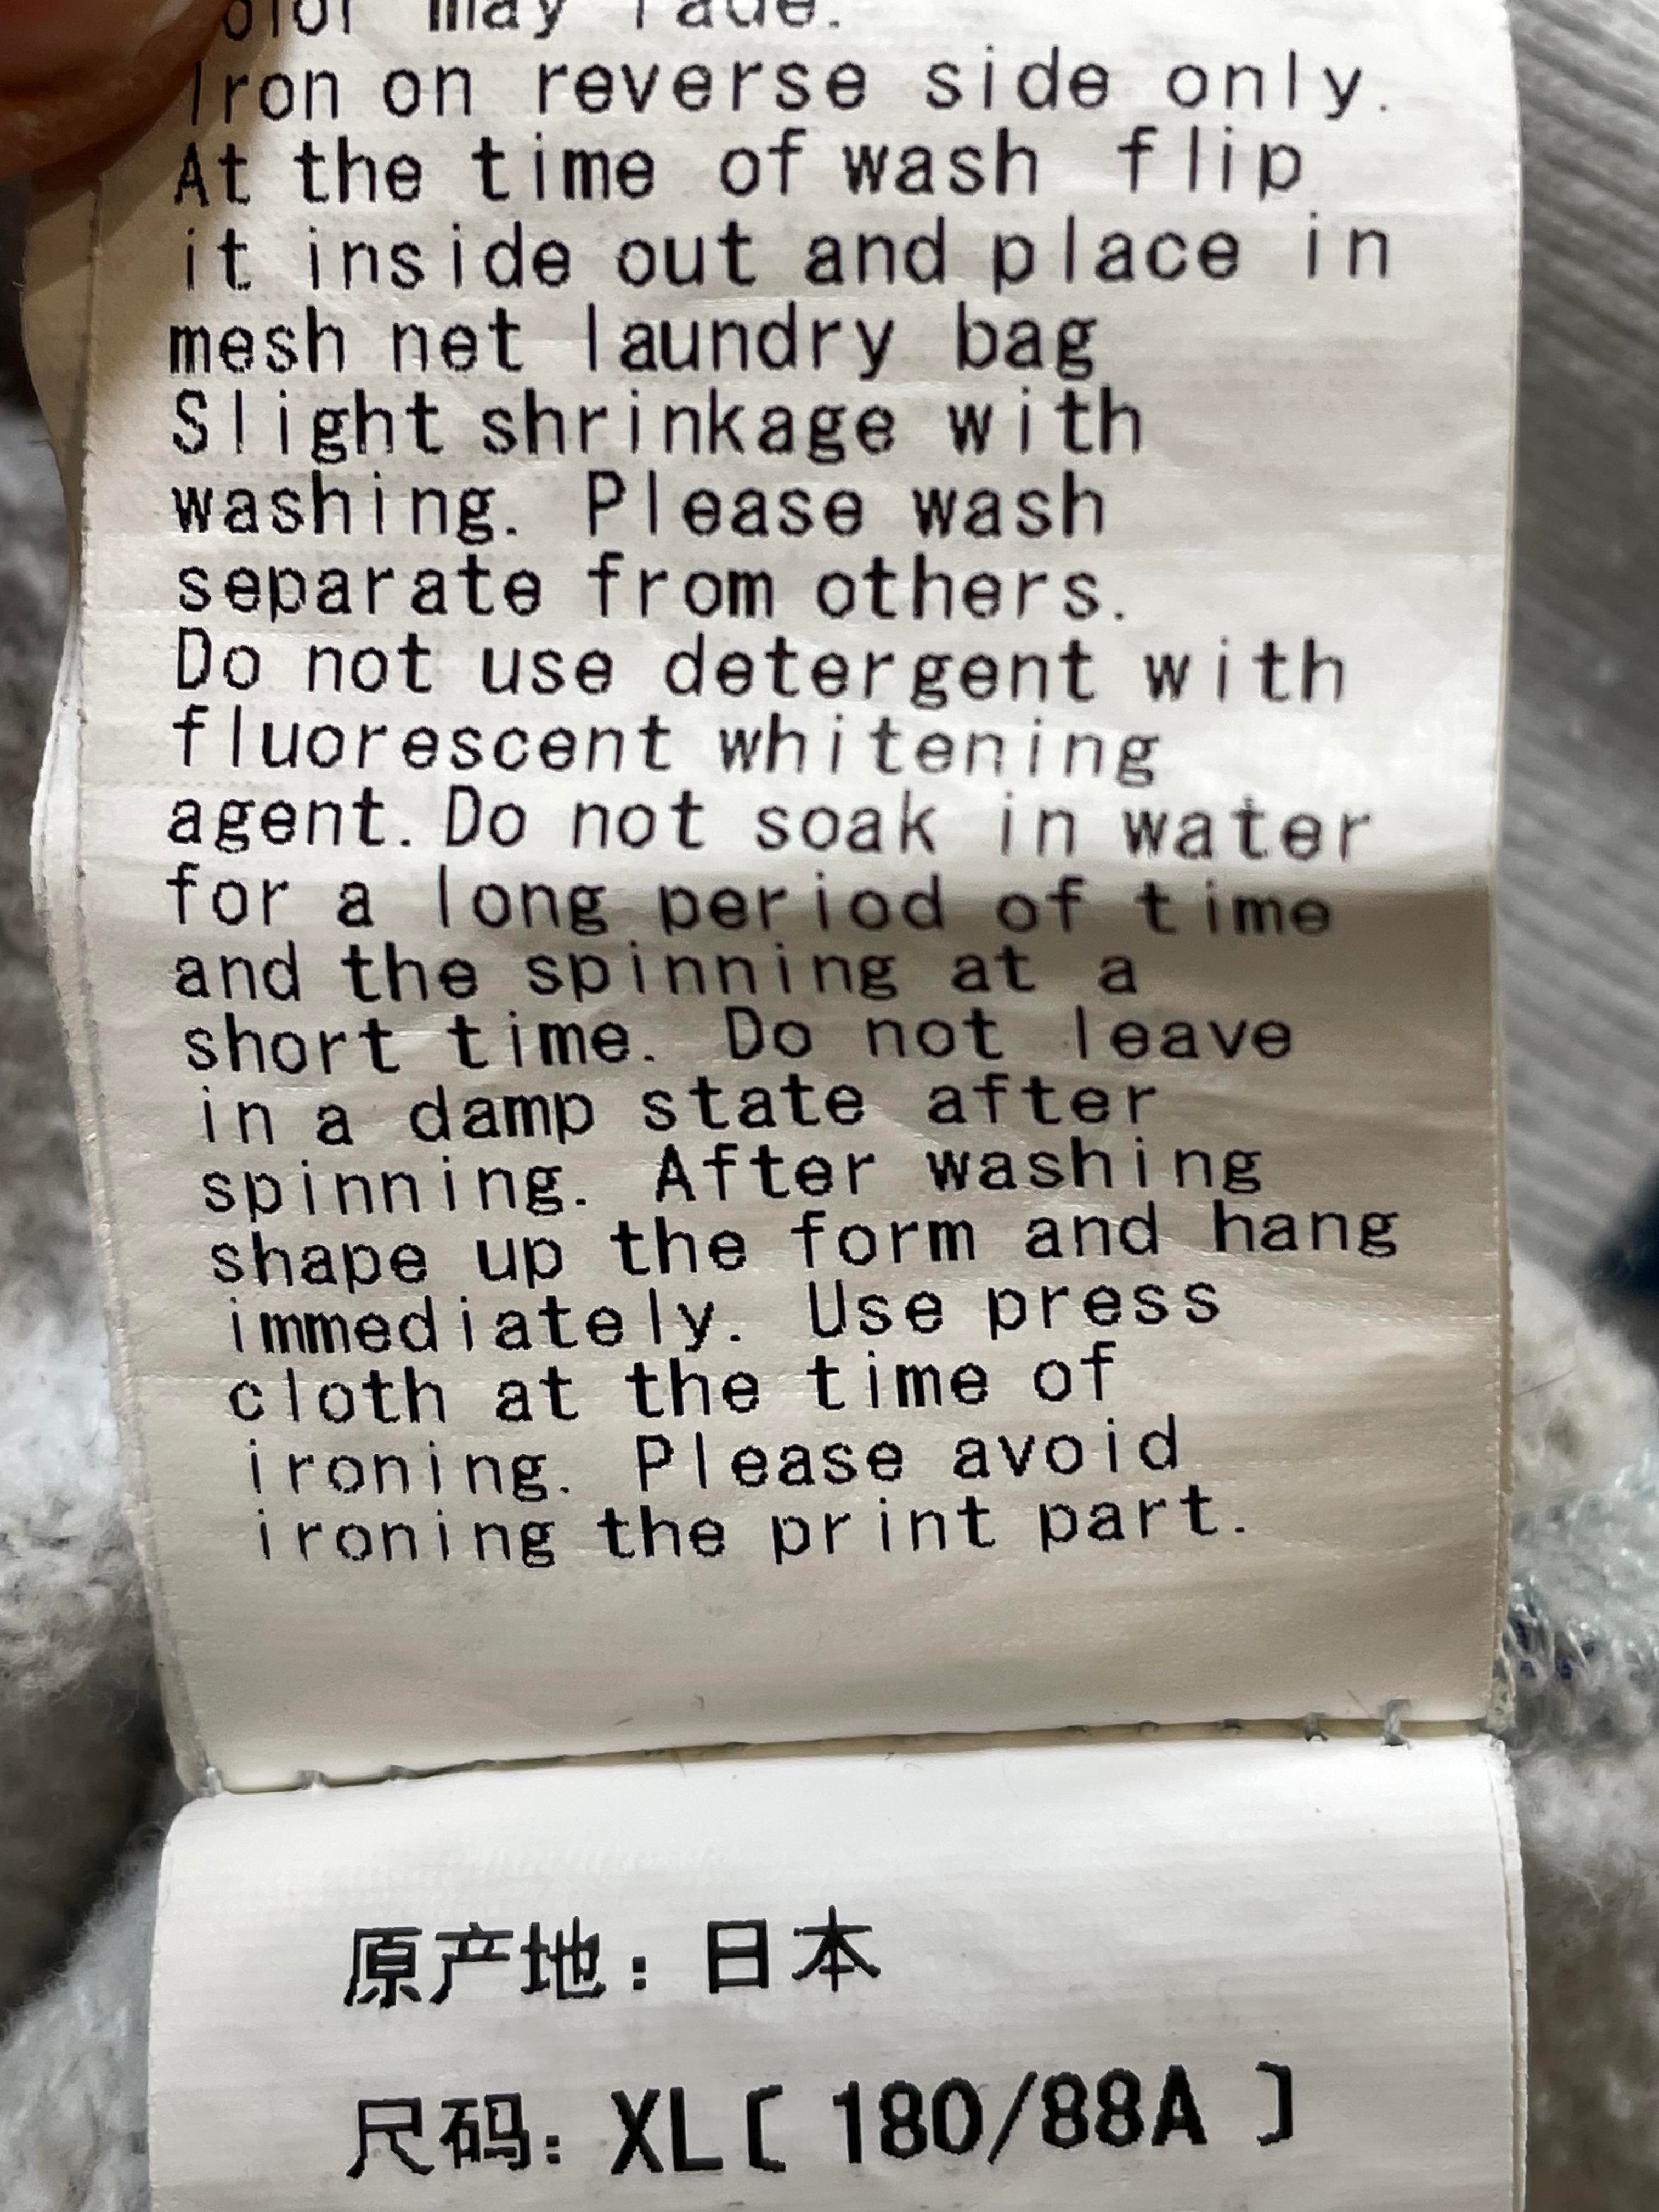 olor may fade.
Iron on reverse side only.
At the time of wash flip
it inside out and place in
mesh net laundry bag
Slight shrinkage with
washing. Please wash
separate from others.
Do not use detergent with
fluorescent whitening
agent. Do not soak in water
for a long period of time
and the spinning at a
short time. Do not leave
in a damp state after
spinning. After washing
shape up the form and hang
immediately. Use press
cloth at the time of
ironing. Please avoid
ironing the print part.
原产地：日本
尺码：XL〔 180/88A 〕